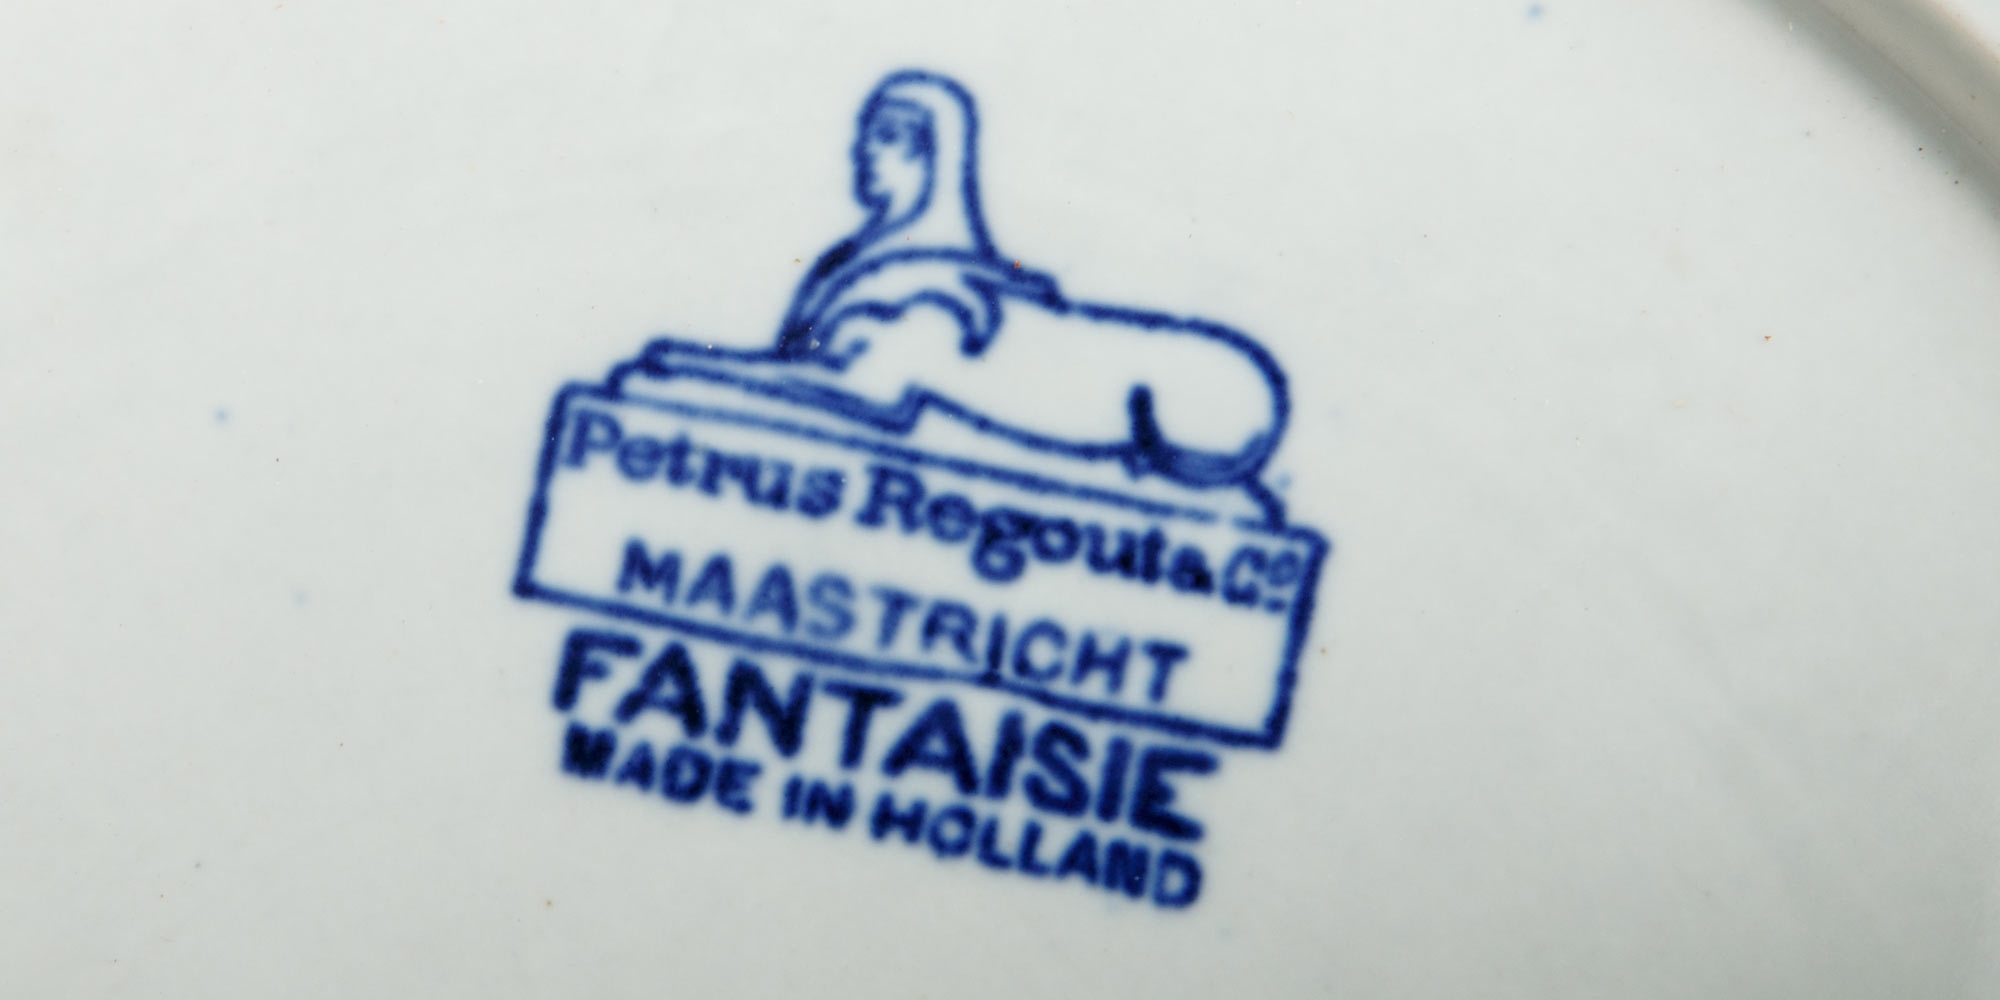 Petrus Regout & Co.
MAASTRICHT
FANTAISIE
MADE IN HOLLAND